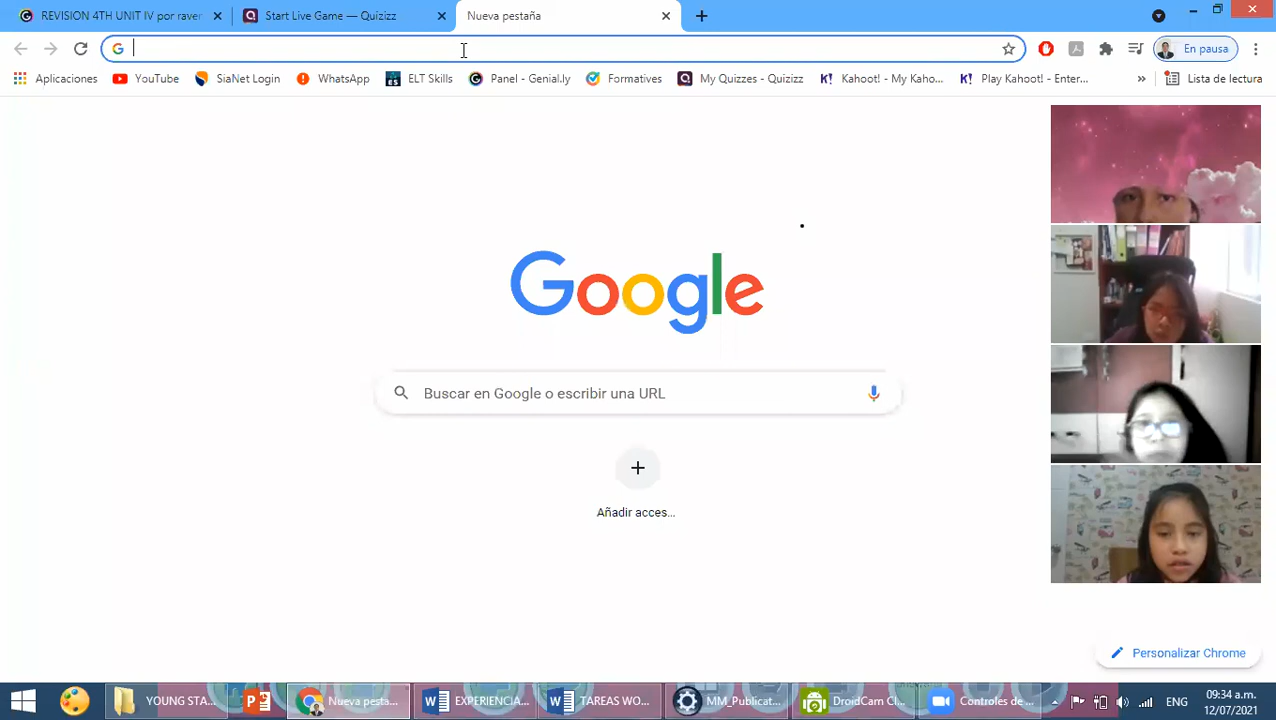 REVISION 4TH UNIT IV por raver
Start Live Game — Quizizz
Nueva pestaña
En pausa
Aplicaciones
YouTube
SiaNet Login
WhatsApp
ELT Skills
Panel - Genial.ly
Formatives
My Quizzes - Quizizz
Kahoot! - My Kaho...
Play Kahoot! - Enter...
»
Lista de lectura
Google
Buscar en Google o escribir una URL
Añadir acces...
Personalizar Chrome
YOUNG STA...
Nueva pesta...
EXPERIENCIA...
TAREAS WO...
MM_Publicat...
DroidCam Cl...
Controles de ...
ENG
09:34 a.m.
12/07/2021